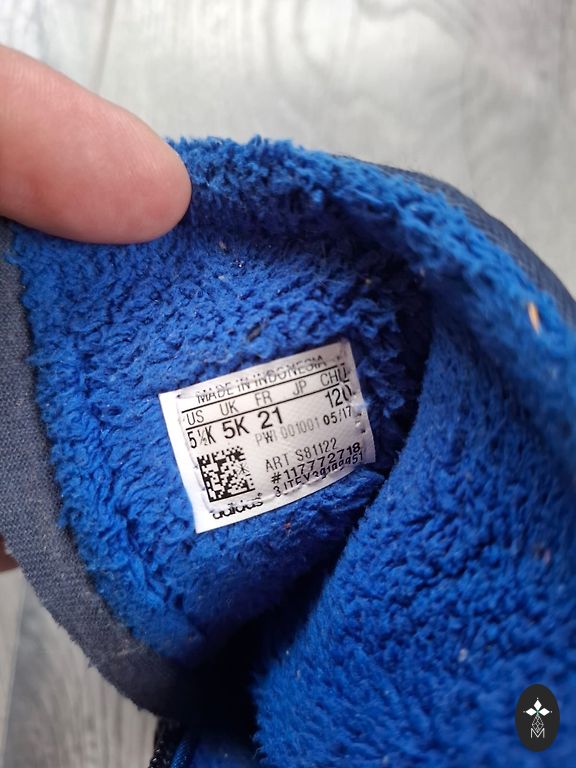 MADE IN INDONESIA
US UK FR JP CHN
5½K 5K 21 120
PWI 001001 05/17
ART S81122
#117772718
adidas
M